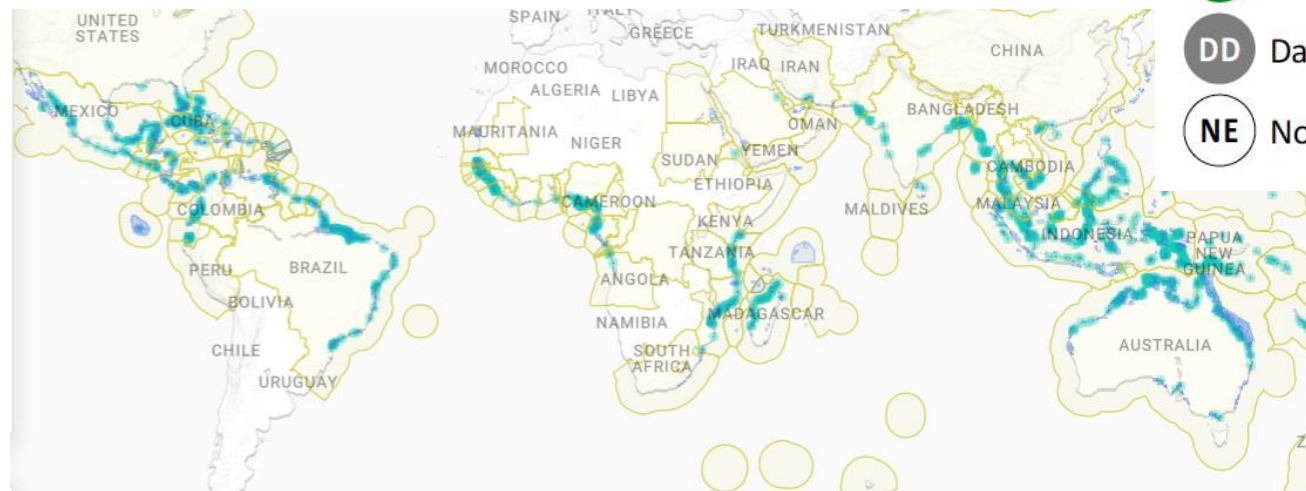 UNITED
STATES
MEXICO
CUBA
COLOMBIA
PERU
BRAZIL
BOLIVIA
CHILE
URUGUAY
SPAIN
GREECE
TURKMENISTAN
MOROCCO
ALGERIA
LIBYA
IRAQ
IRAN
CHINA
MAURITANIA
NIGER
SUDAN
YEMEN
OMAN
BANGLADESH
ETHIOPIA
CAMEROON
KENYA
TANZANIA
ANGOLA
NAMIBIA
MADAGASCAR
SOUTH
AFRICA
MALDIVES
CAMBODIA
MALAYSIA
INDONESIA
PAPUA
NEW
GUINEA
AUSTRALIA
Z
DD Da
NE No